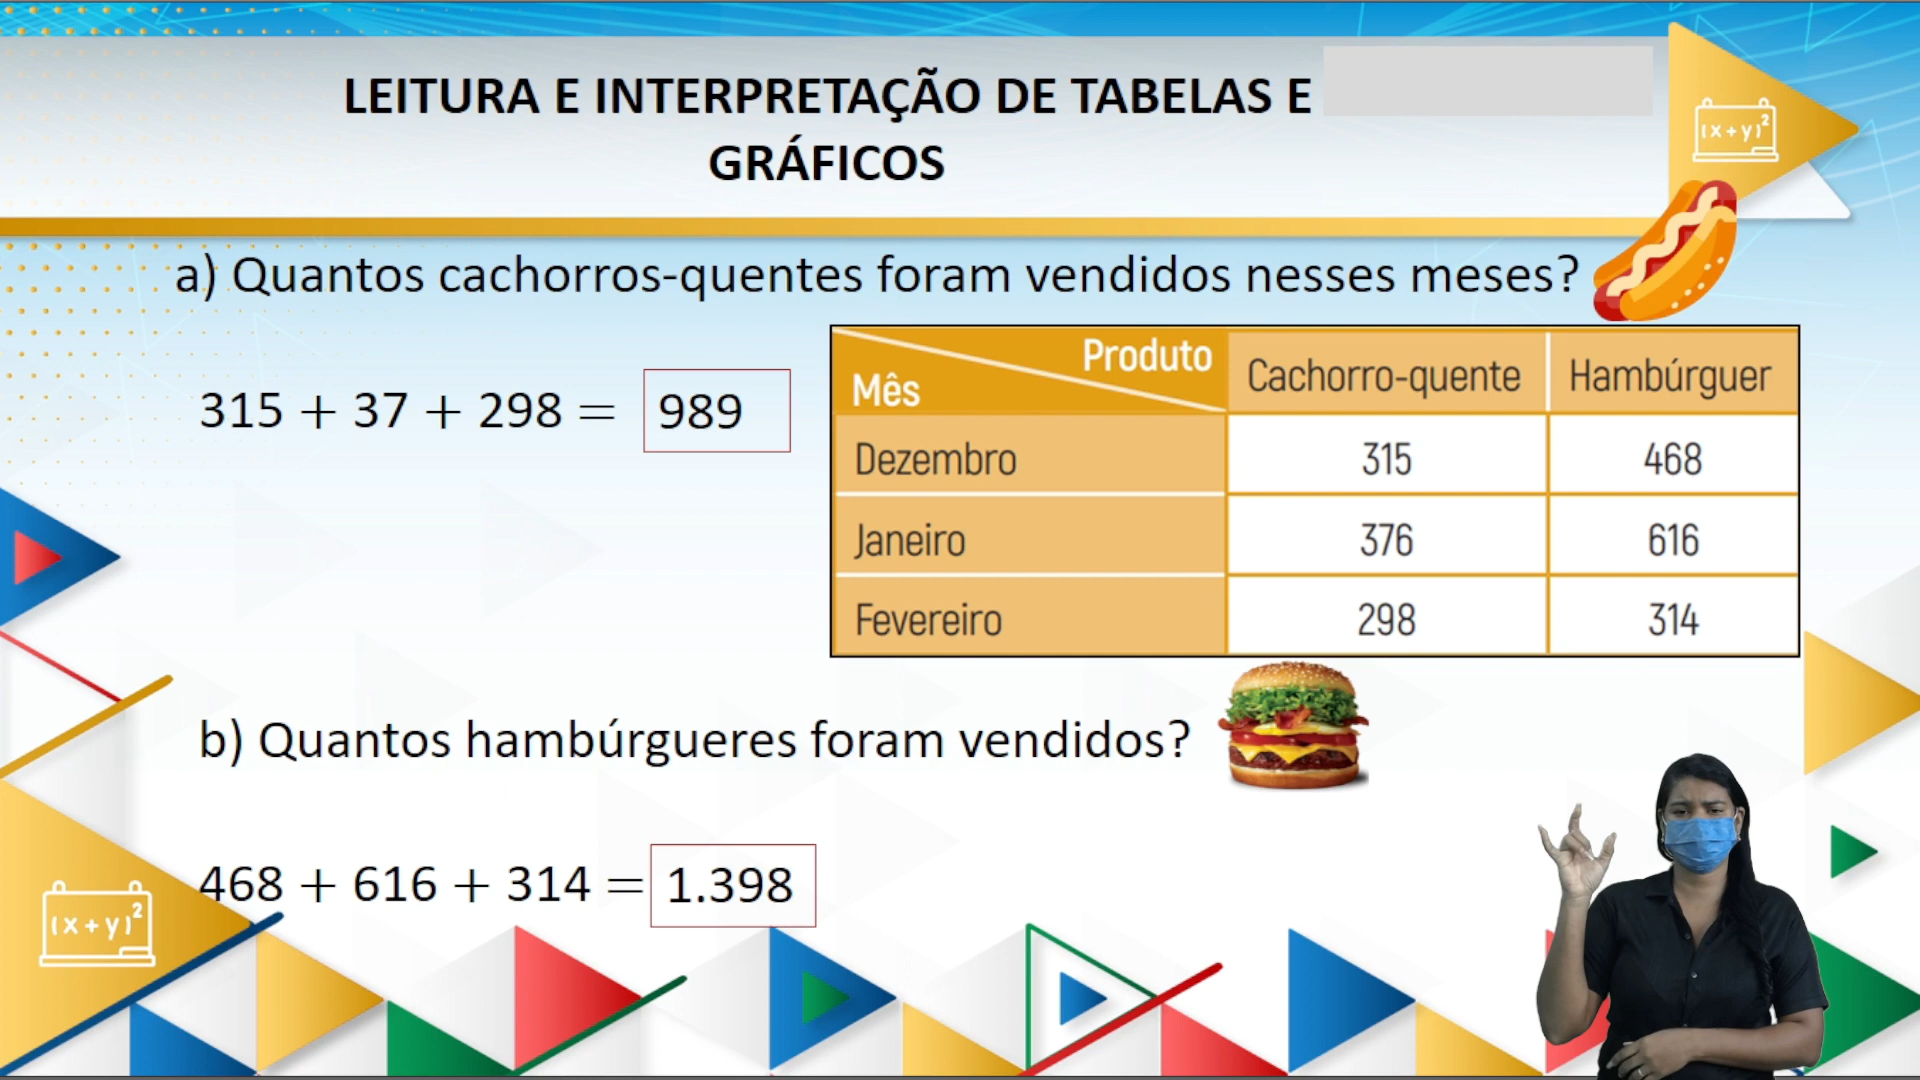 LEITURA E INTERPRETAÇÃO DE TABELAS E
GRÁFICOS
(x+y)²
a) Quantos cachorros-quentes foram vendidos nesses meses?
315 + 37 + 298 = 989
Produto
Mês
Cachorro-quente Hambúrguer
Dezembro 315 468
Janeiro 376 616
Fevereiro 298 314
b) Quantos hambúrgueres foram vendidos?
468 + 616 + 314 = 1.398
(x+y)²